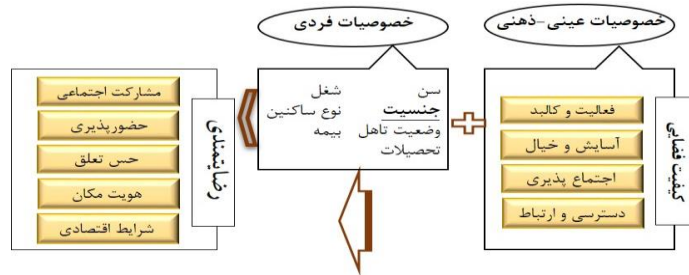 خصوصیات عینی-ذهنی
کیفیت فضایی
فعالیت و کالبد
آسایش و خیال
اجتماع پذیری
دسترسی و ارتباط
خصوصیات فردی
سن
جنسیت
وضعیت تاهل
تحصیلات
شغل
نوع ساکنین
بیمه
رضایتمندی
مشارکت اجتماعی
حضورپذیری
حس تعلق
هویت مکان
شرایط اقتصادی